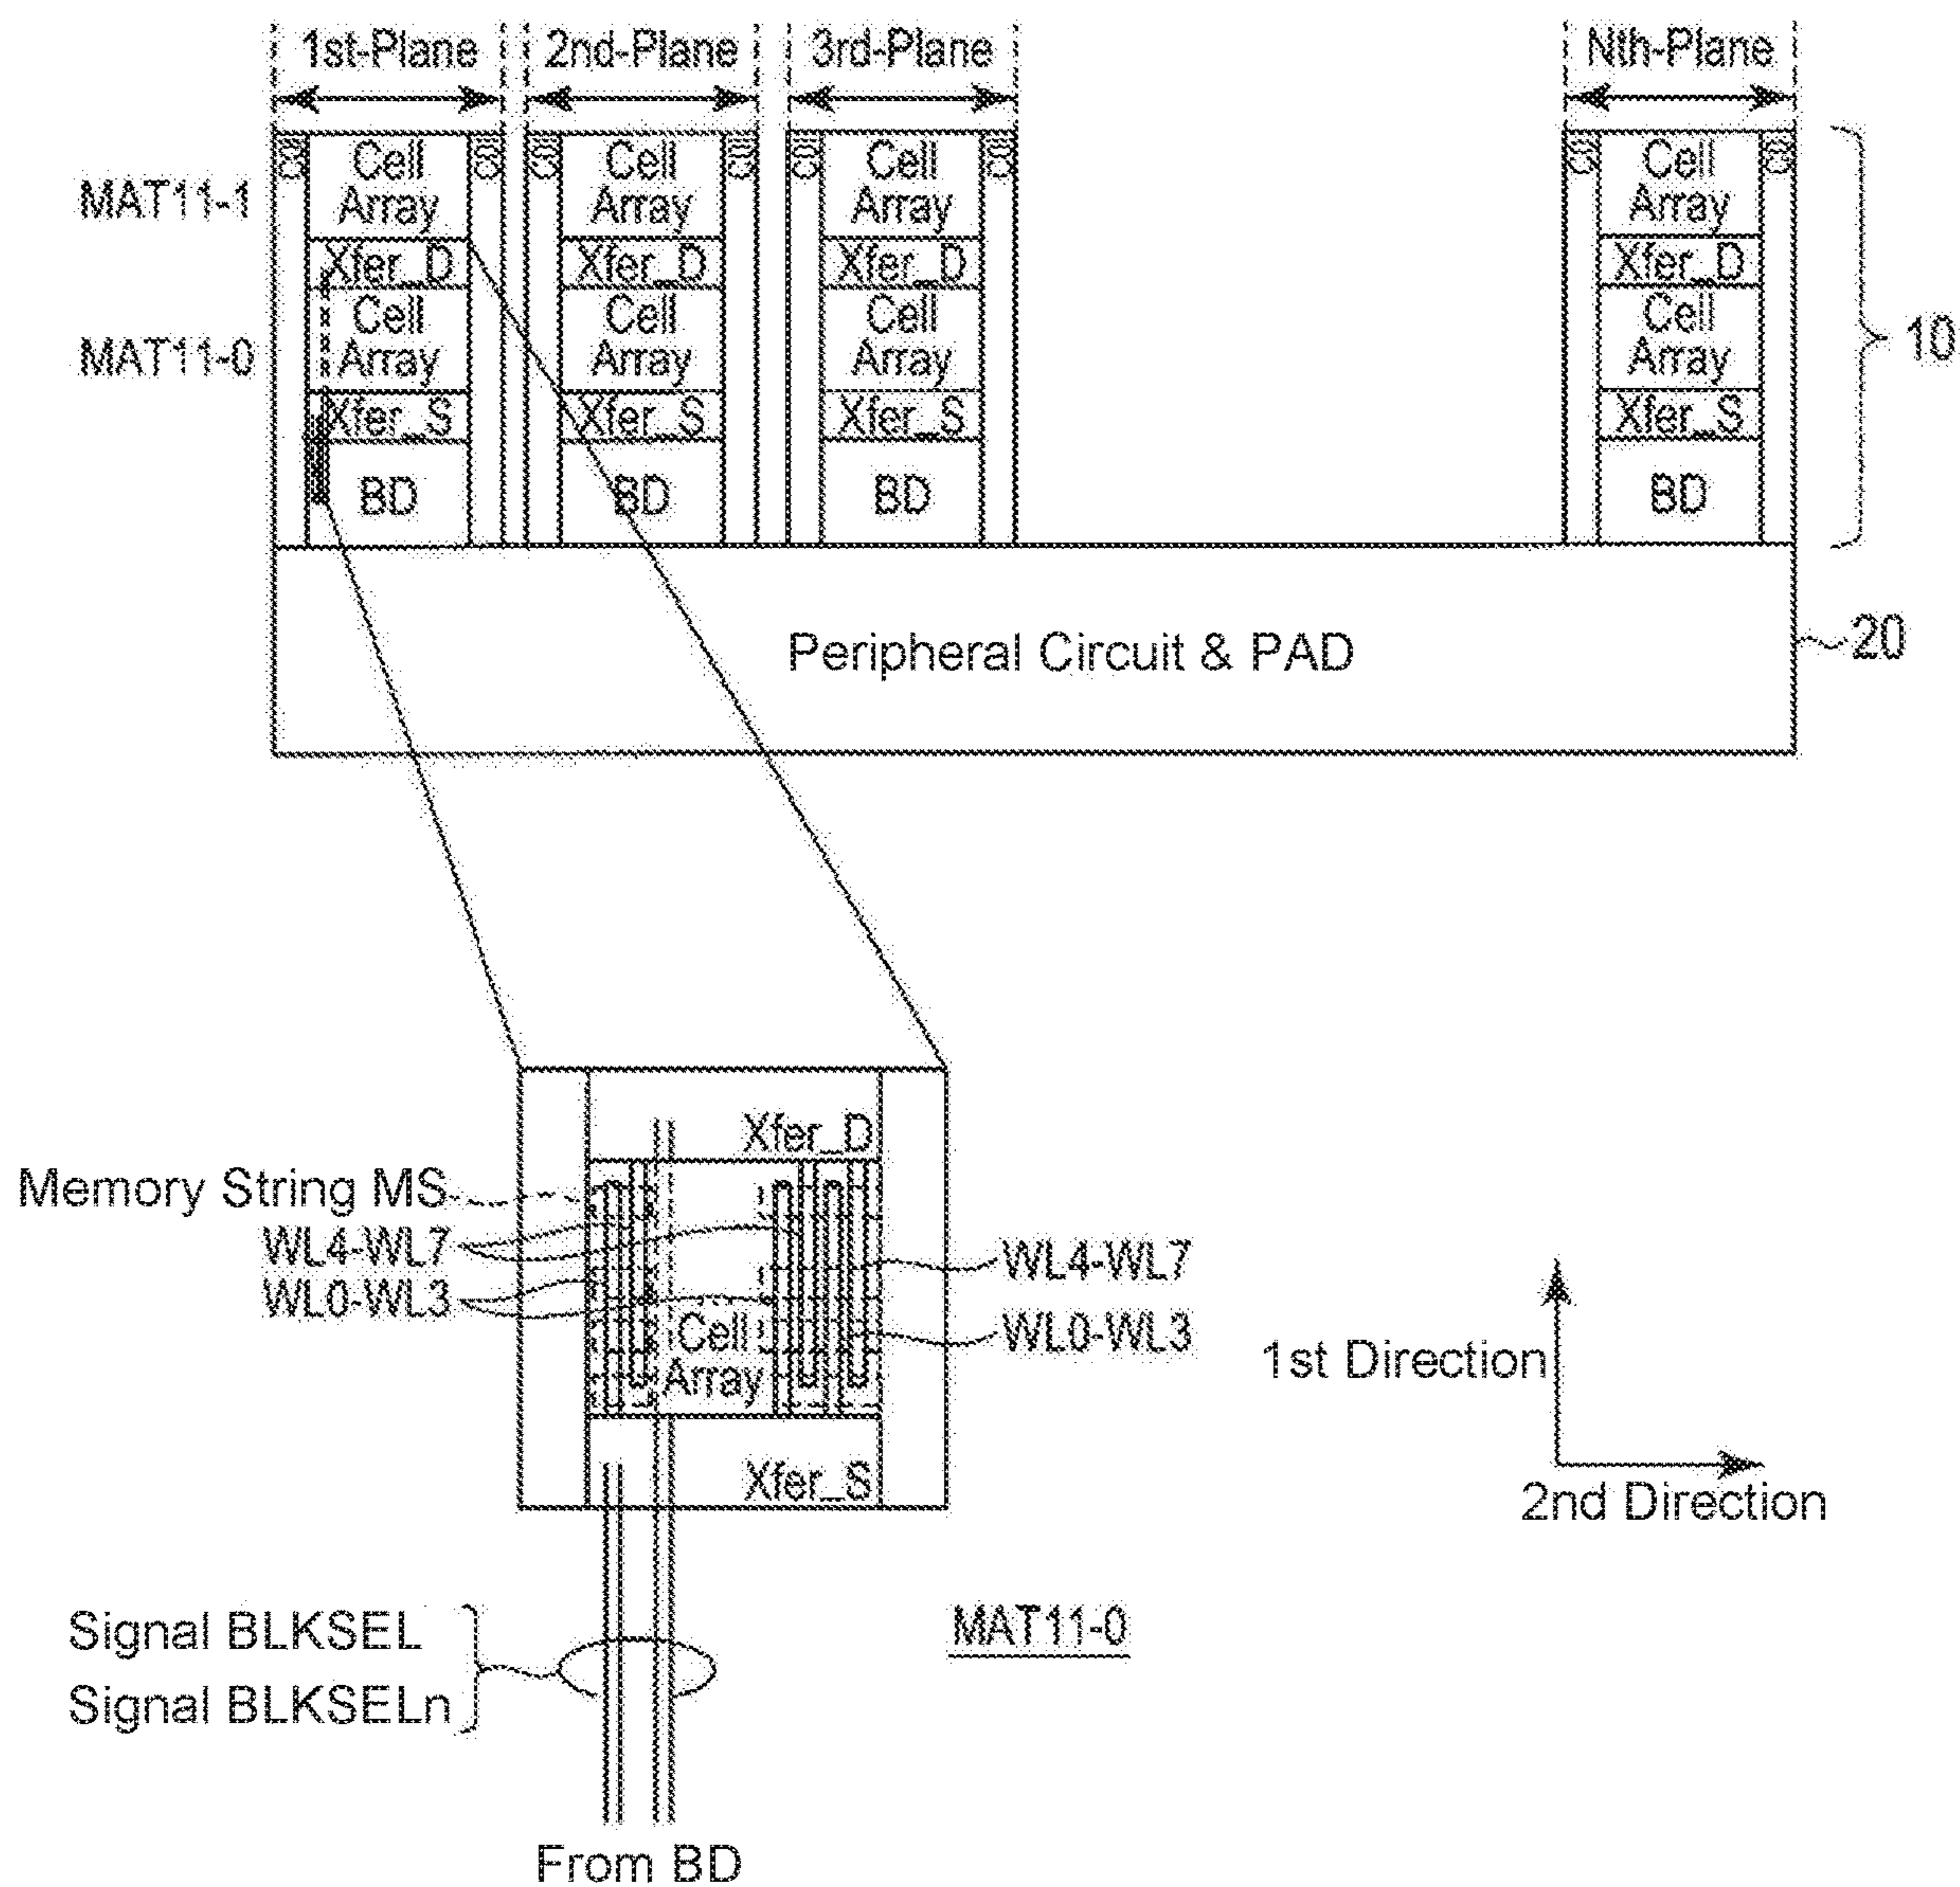 1st-Plane 2nd-Plane 3rd-Plane Nth-Plane
MAT11-1
Cell Array Cell Array Cell Array Cell Array
Xfer_D Xfer_D Xfer_D Xfer_D
MAT11-0
Cell Array Cell Array Cell Array Cell Array
10
Xfer_S Xfer_S Xfer_S Xfer_S
BD BD BD BD
Peripheral Circuit & PAD
20
Xfer_D
Memory String MS
WL4-WL7
WL0-WL3
WL4-WL7
WL0-WL3
Cell
Array
Xfer_S
1st Direction
2nd Direction
Signal BLKSEL
Signal BLKSELn
MAT11-0
From BD